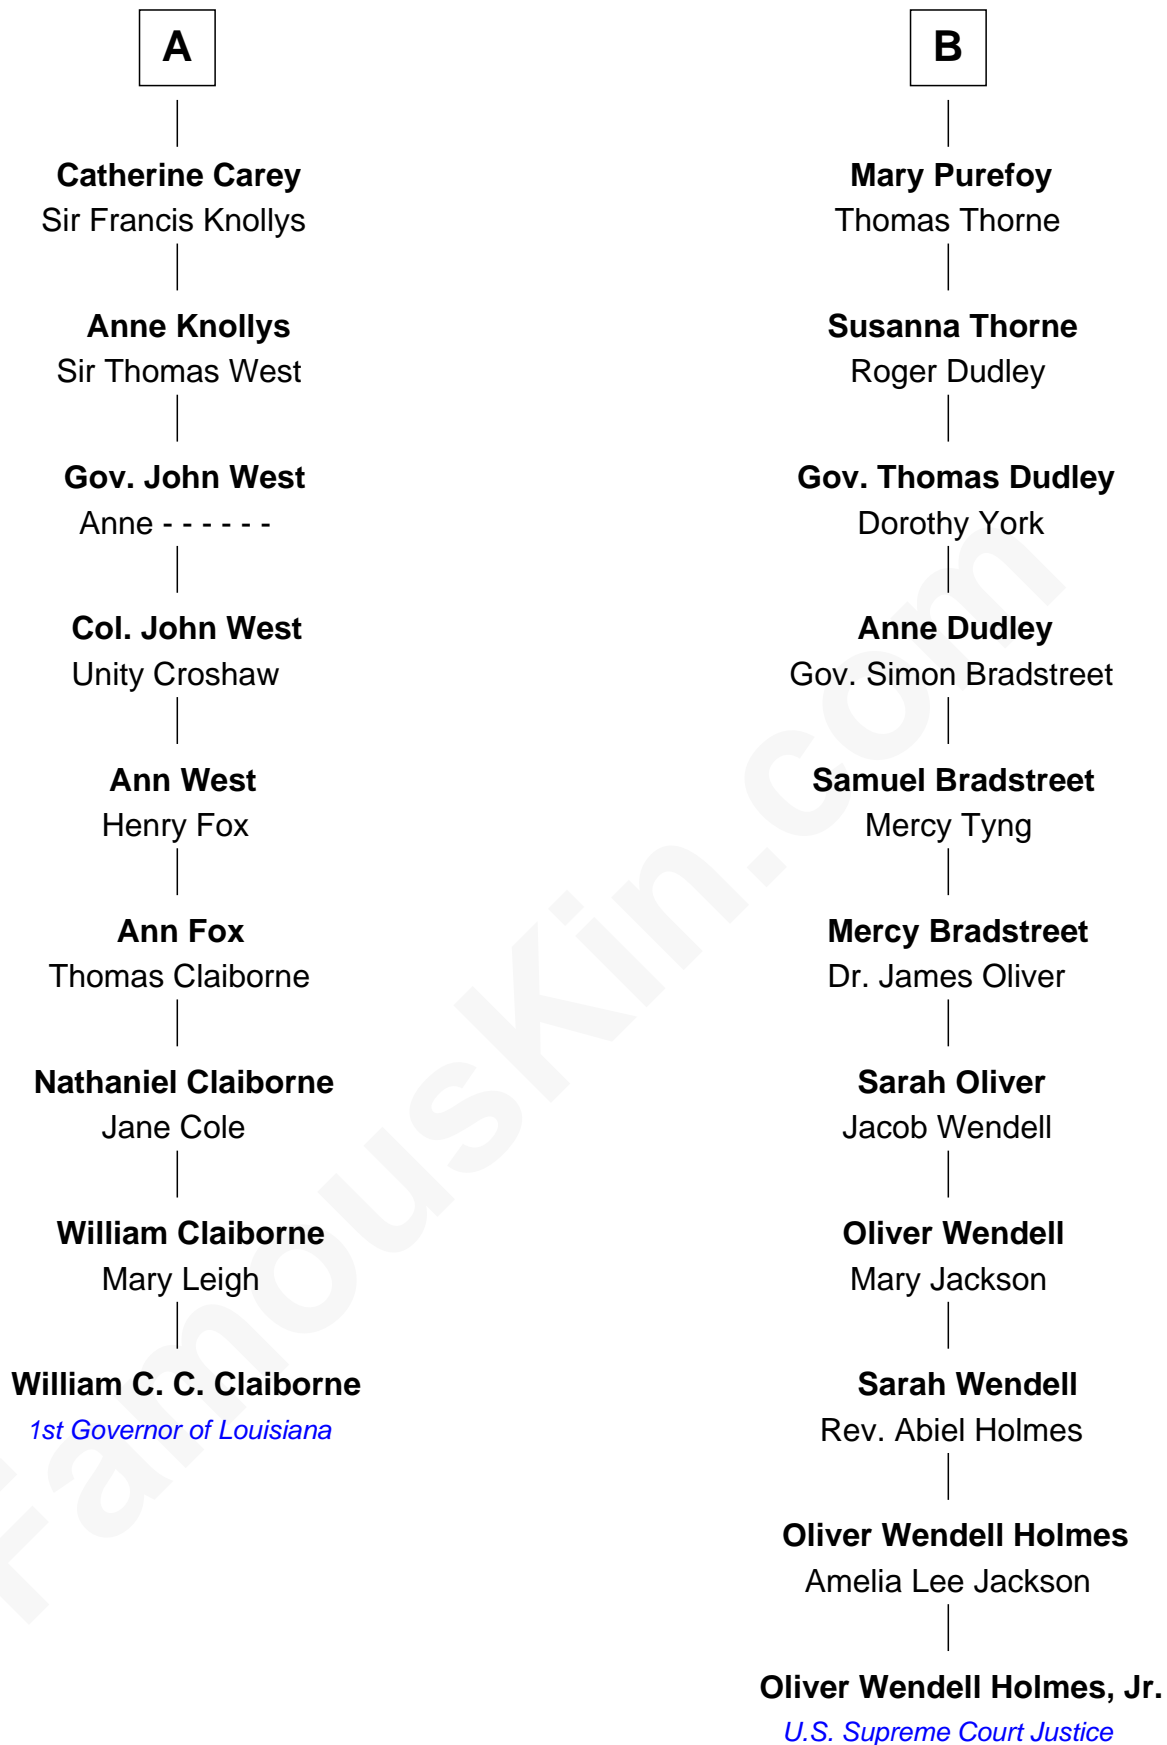 A
Catherine Carey
Sir Francis Knollys
Anne Knollys
Sir Thomas West
Gov. John West
Anne - - - - - -
Col. John West
Unity Croshaw
Ann West
Henry Fox
Ann Fox
Thomas Claiborne
Nathaniel Claiborne
Jane Cole
William Claiborne
Mary Leigh
William C. C. Claiborne
1st Governor of Louisiana
B
Mary Purefoy
Thomas Thorne
Susanna Thorne
Roger Dudley
Gov. Thomas Dudley
Dorothy York
Anne Dudley
Gov. Simon Bradstreet
Samuel Bradstreet
Mercy Tyng
Mercy Bradstreet
Dr. James Oliver
Sarah Oliver
Jacob Wendell
Oliver Wendell
Mary Jackson
Sarah Wendell
Rev. Abiel Holmes
Oliver Wendell Holmes
Amelia Lee Jackson
Oliver Wendell Holmes, Jr.
U.S. Supreme Court Justice
FamousKin.com